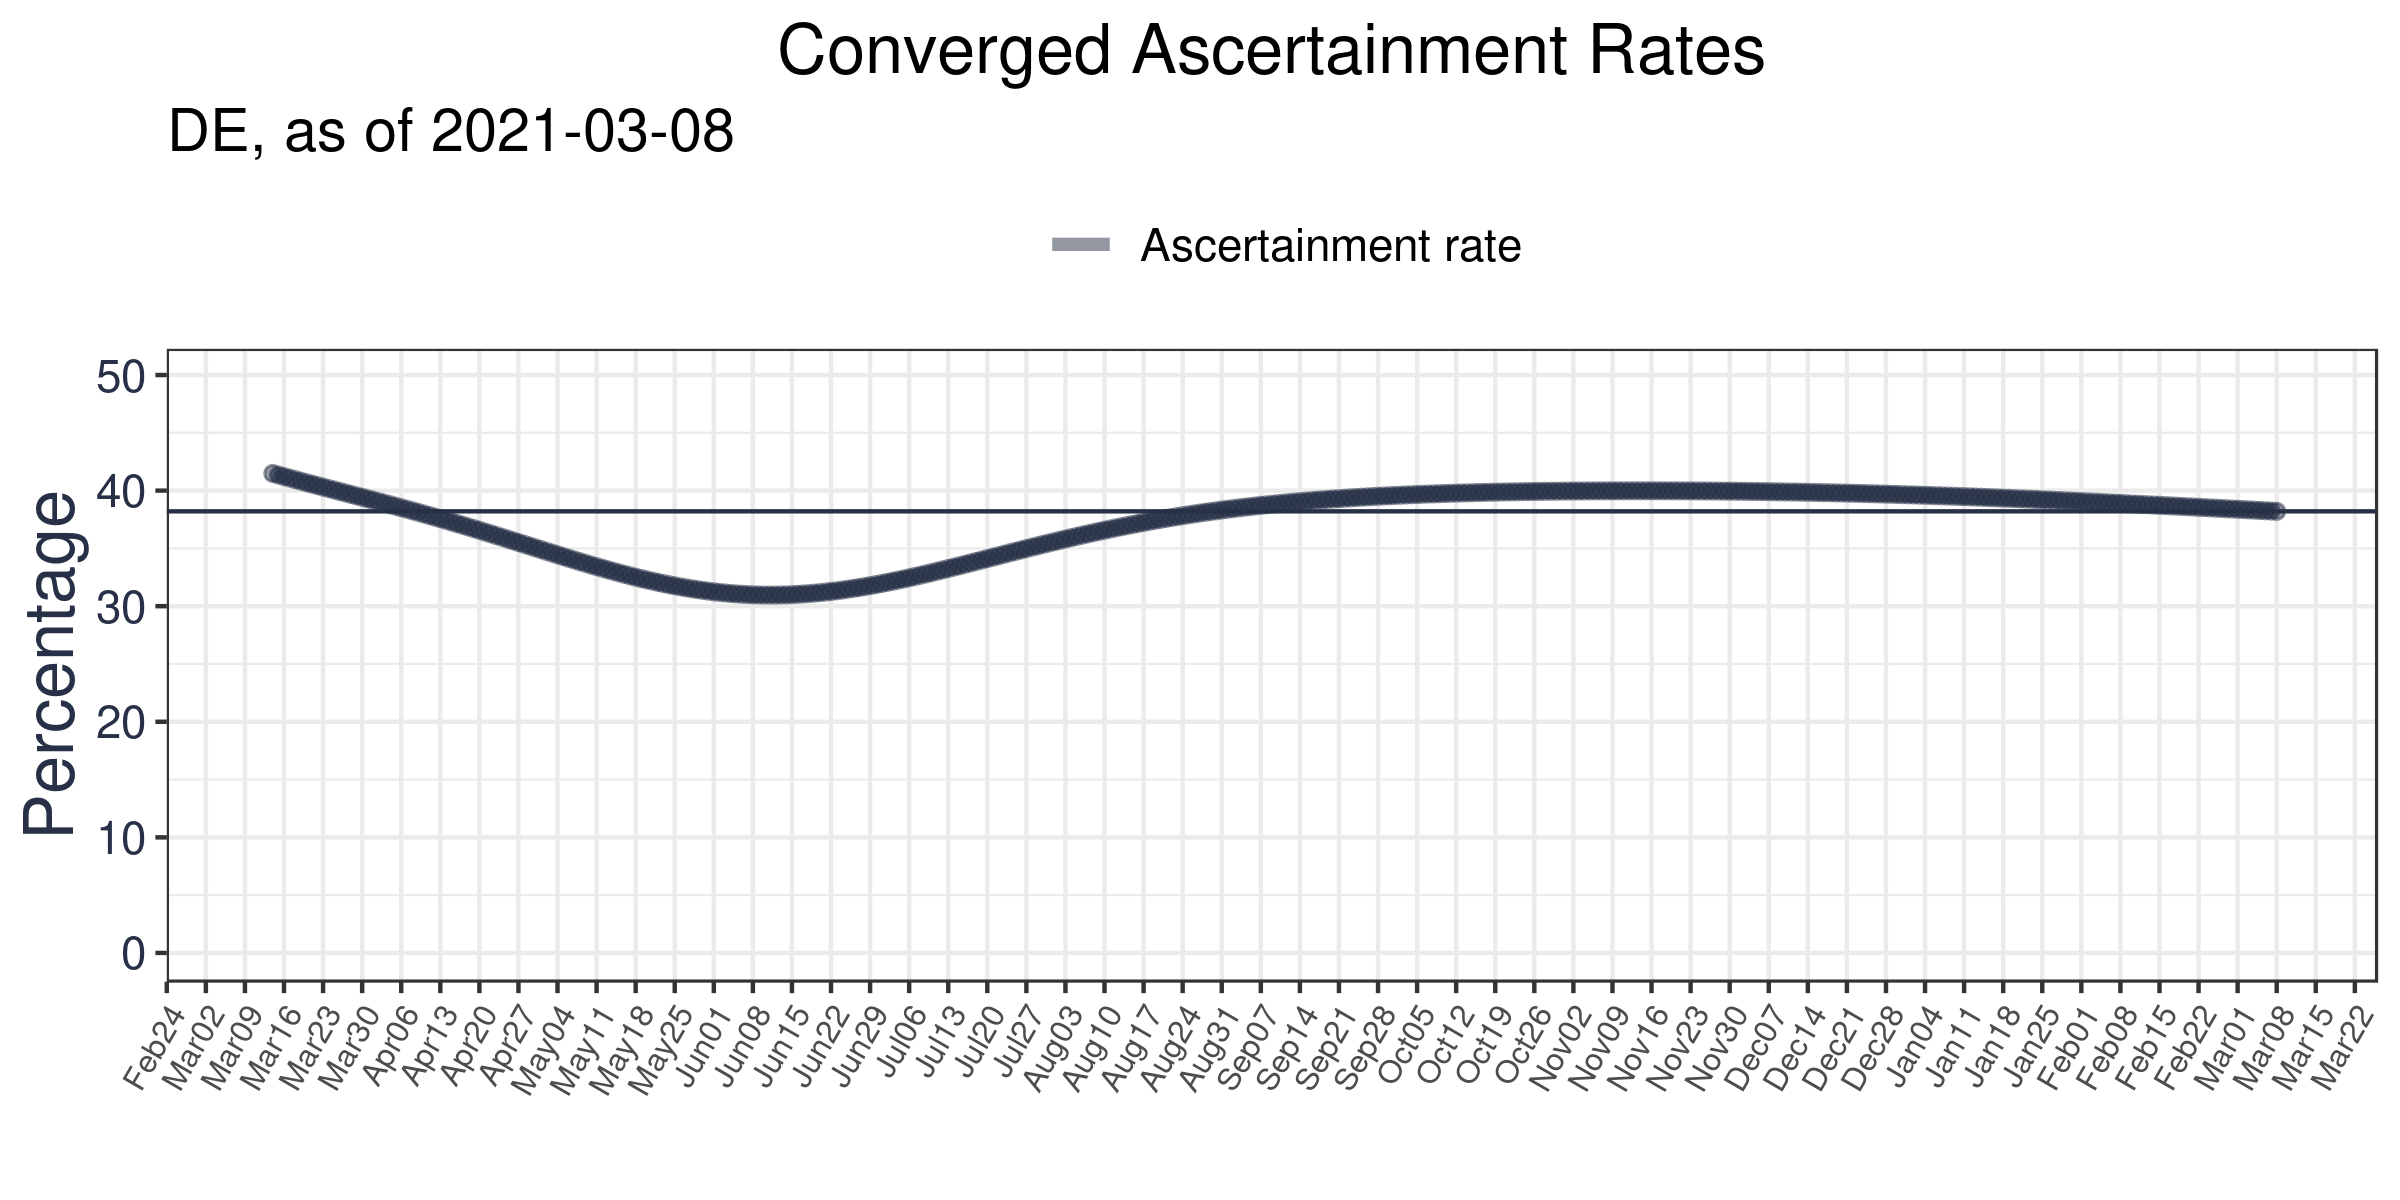 Converged Ascertainment Rates
DE, as of 2021-03-08
Ascertainment rate
Percentage
50
40
30
20
10
0
Feb24
Mar02
Mar09
Mar16
Mar23
Mar30
Apr06
Apr13
Apr20
Apr27
May04
May11
May18
May25
Jun01
Jun08
Jun15
Jun22
Jun29
Jul06
Jul13
Jul20
Jul27
Aug03
Aug10
Aug17
Aug24
Aug31
Sep07
Sep14
Sep21
Sep28
Oct05
Oct12
Oct19
Oct26
Nov02
Nov09
Nov16
Nov23
Nov30
Dec07
Dec14
Dec21
Dec28
Jan04
Jan11
Jan18
Jan25
Feb01
Feb08
Feb15
Feb22
Mar01
Mar08
Mar15
Mar22